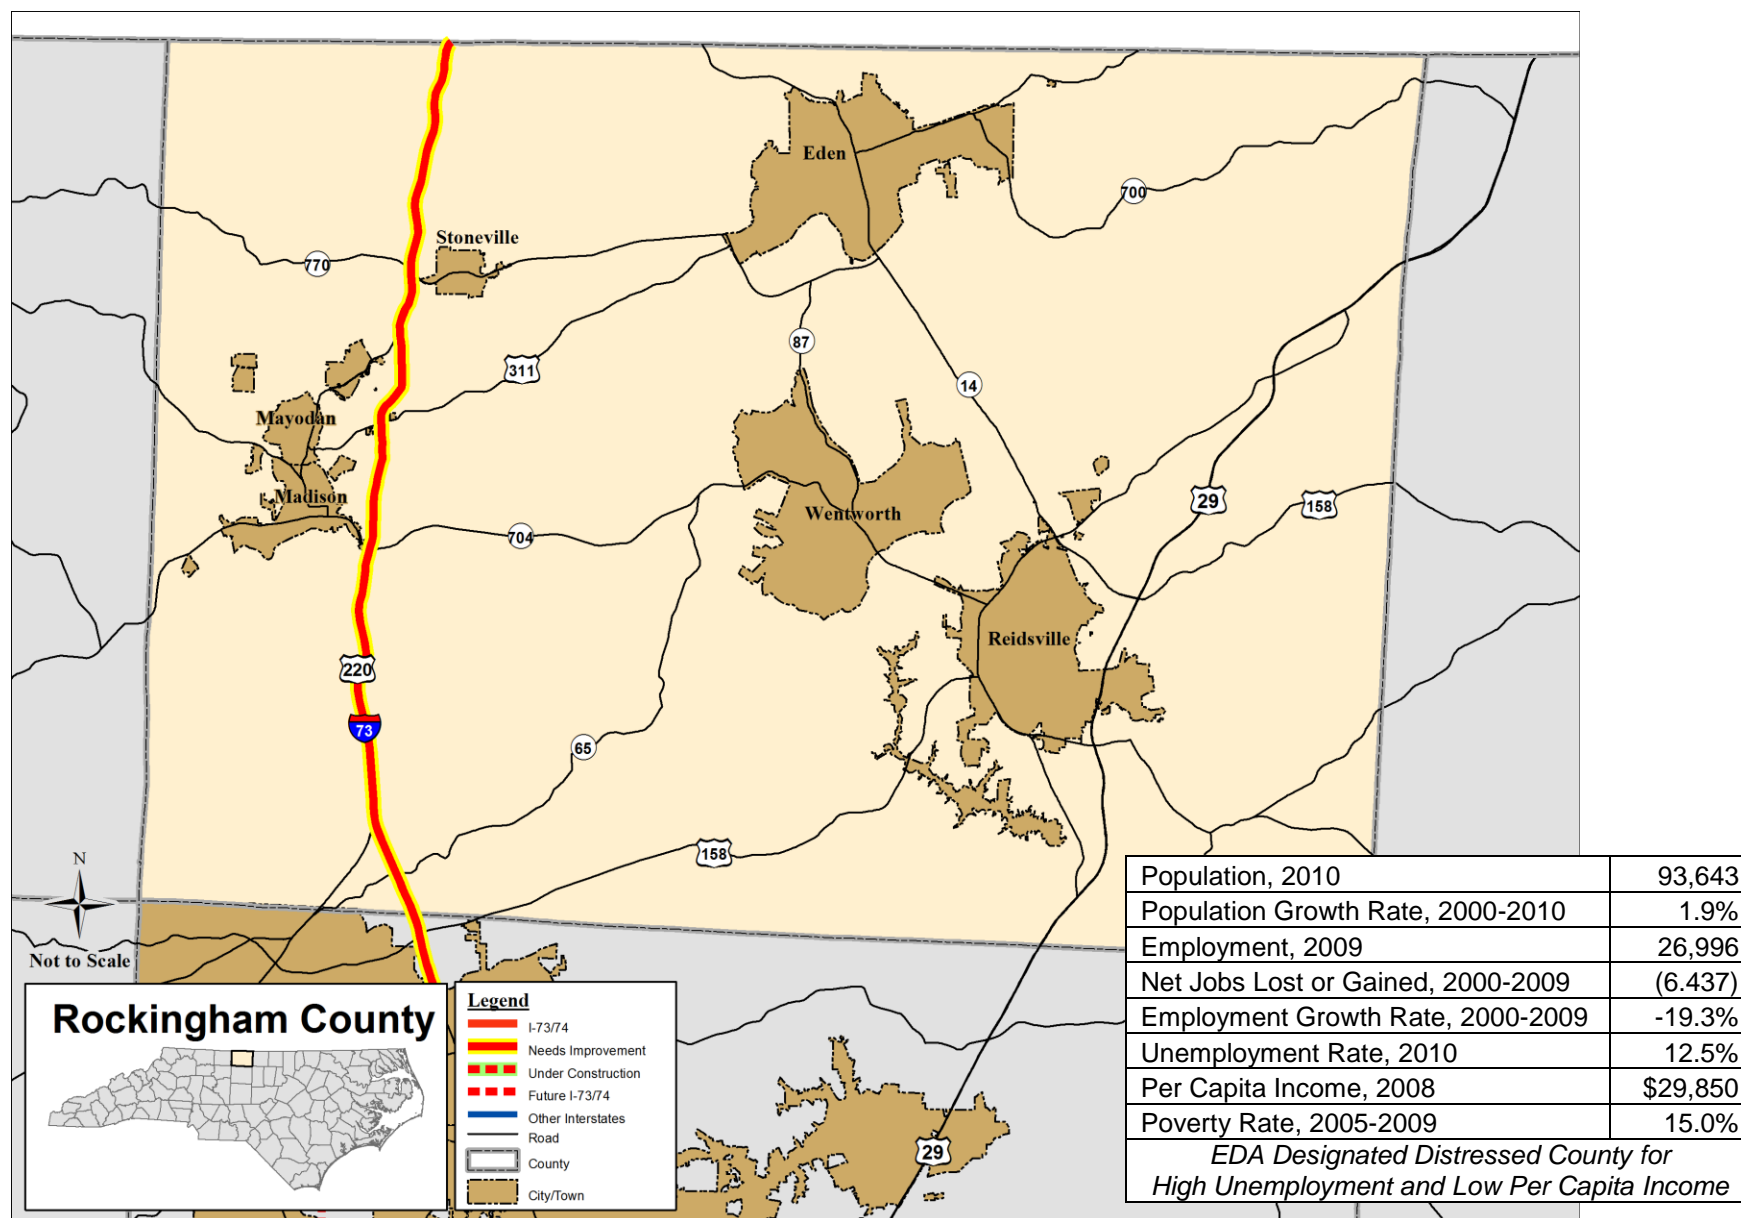 Eden
700
Stoneville
770
87
311
14
Mayodan
Madison
Wentworth
29
158
704
Reidsville
220
73
65
158
N
Not to Scale
Rockingham County
Legend
I-73/74
Needs Improvement
Under Construction
Future I-73/74
Other Interstates
Road
County
City/Town
29
Population, 2010 93,643
Population Growth Rate, 2000-2010 1.9%
Employment, 2009 26,996
Net Jobs Lost or Gained, 2000-2009 (6.437)
Employment Growth Rate, 2000-2009 -19.3%
Unemployment Rate, 2010 12.5%
Per Capita Income, 2008 $29,850
Poverty Rate, 2005-2009 15.0%
EDA Designated Distressed County for
High Unemployment and Low Per Capita Income